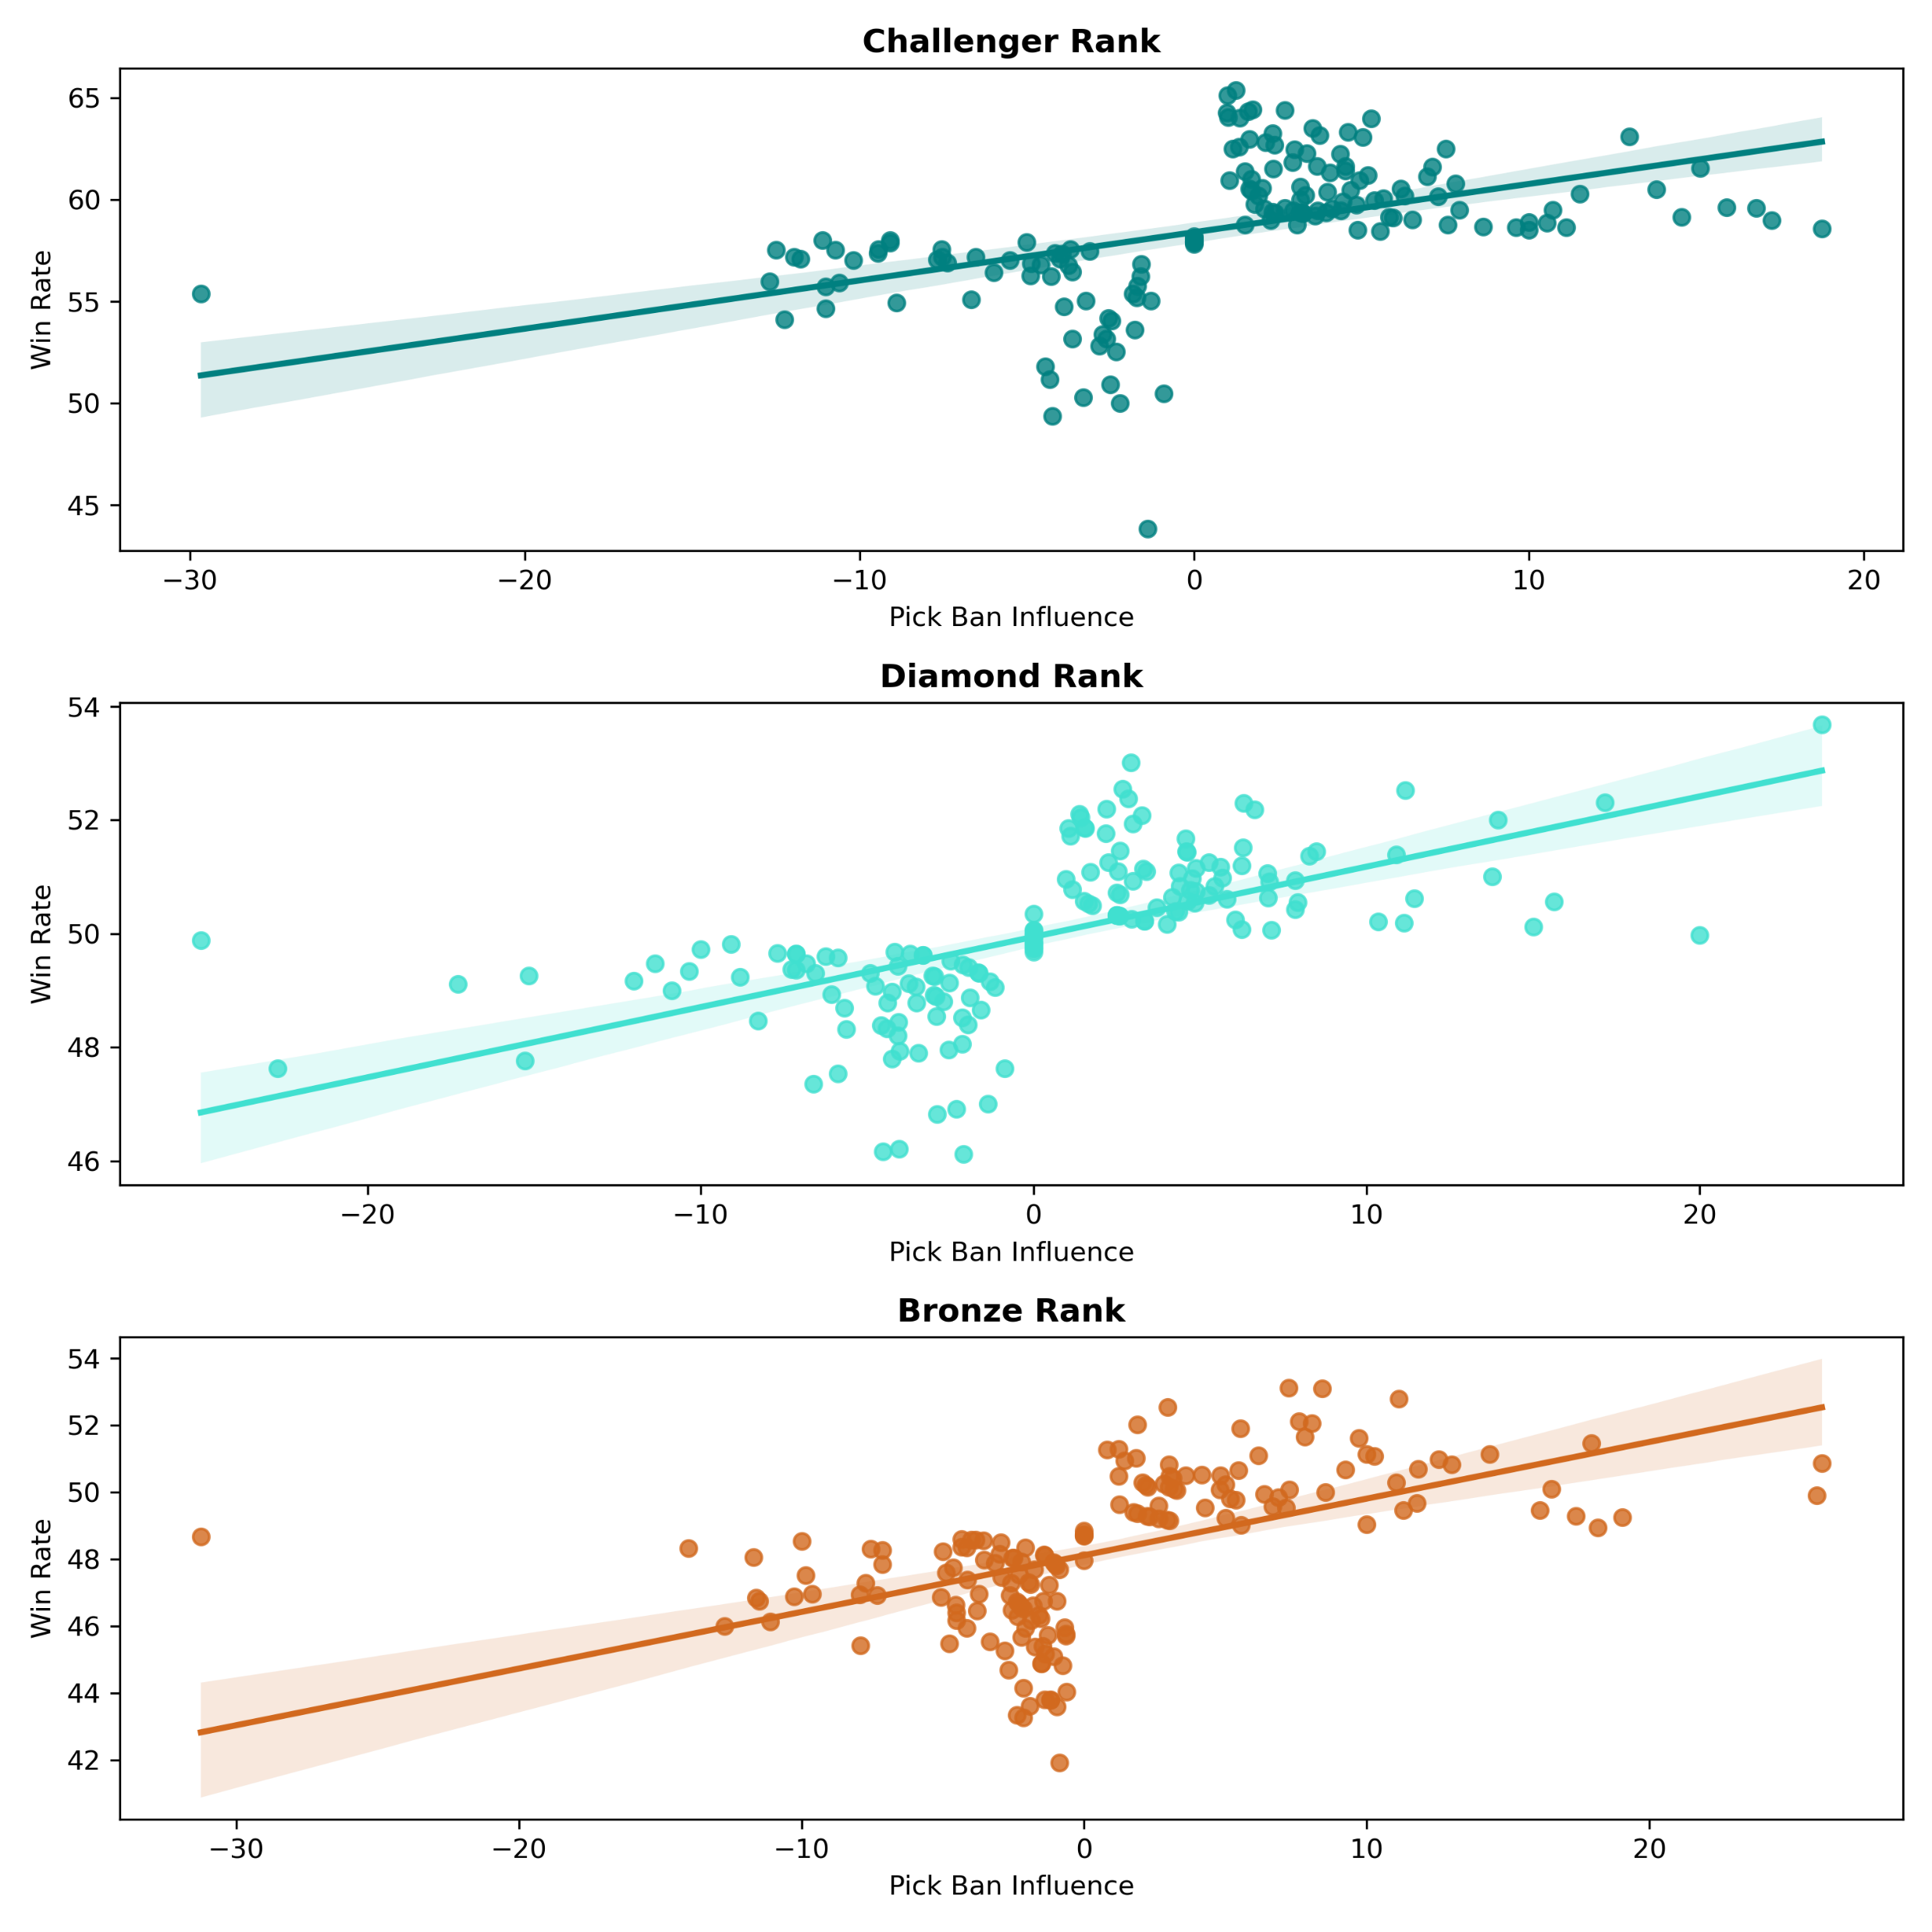 Challenger Rank
65
60
55
50
45
Win Rate
−30 −20 −10 0 10 20
Pick Ban Influence
Diamond Rank
54
52
50
48
46
Win Rate
−20 −10 0 10 20
Pick Ban Influence
Bronze Rank
54
52
50
48
46
44
42
Win Rate
−30 −20 −10 0 10 20
Pick Ban Influence